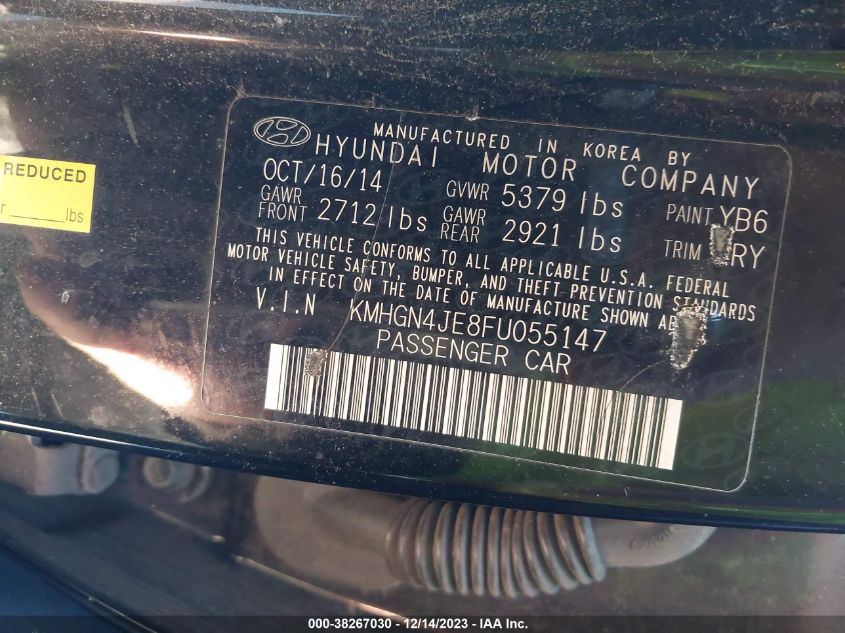 REDUCED
lbs
MANUFACTURED IN KOREA BY
HYUNDAI MOTOR COMPANY
OCT/16/14 GVWR 5379 lbs PAINT YB6
GAWR FRONT 2712 lbs GAWR REAR 2921 lbs TRIM RY
THIS VEHICLE CONFORMS TO ALL APPLICABLE U.S.A. FEDERAL
MOTOR VEHICLE SAFETY, BUMPER, AND THEFT PREVENTION STANDARDS
IN EFFECT ON THE DATE OF MANUFACTURE SHOWN
V.I.N KMHGN4JE8FU055147
PASSENGER CAR
000-38267030 - 12/14/2023 - IAA Inc.